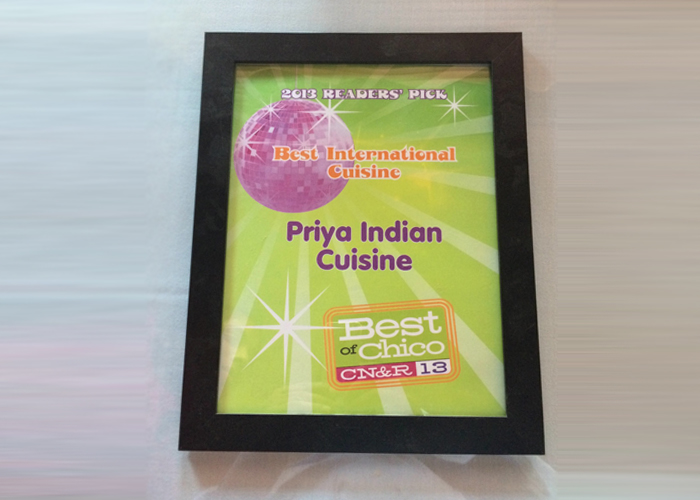 2013 READERS' PICK
Best International
Cuisine
Priya Indian
Cuisine
Best
of Chico
CN&R 13